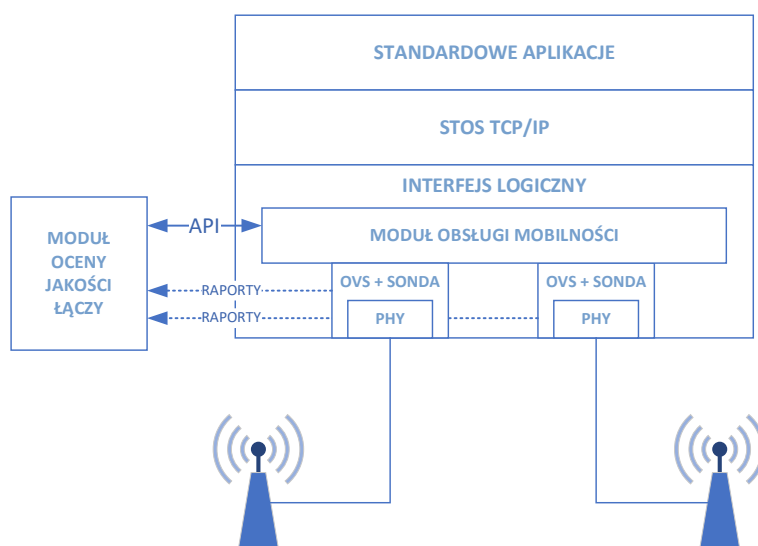 STANDARDOWE APLIKACJE
STOS TCP/IP
INTERFEJS LOGICZNY
MODUŁ
OCENY
JAKOŚCI
ŁĄCZY
API
MODUŁ OBSŁUGI MOBILNOŚCI
RAPORTY
RAPORTY
OVS + SONDA
PHY
OVS + SONDA
PHY